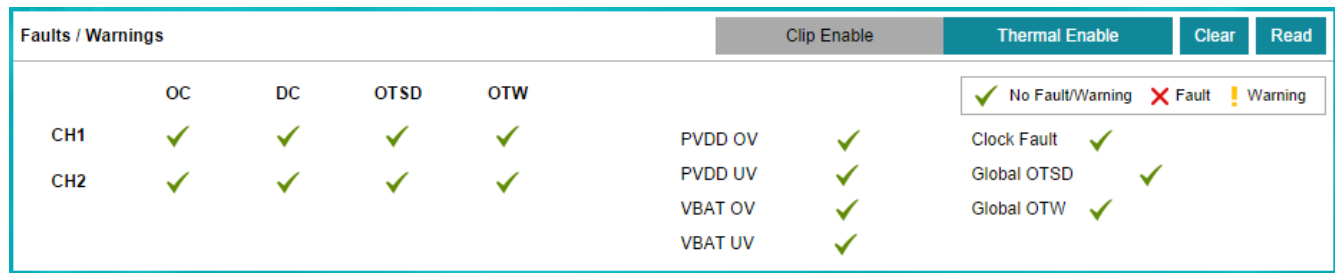 Faults / Warnings Clip Enable Thermal Enable Clear Read
OC DC OTSD OTW No Fault/Warning Fault Warning
CH1 PVDD OV Clock Fault
CH2 PVDD UV Global OTSD
VBAT OV Global OTW
VBAT UV